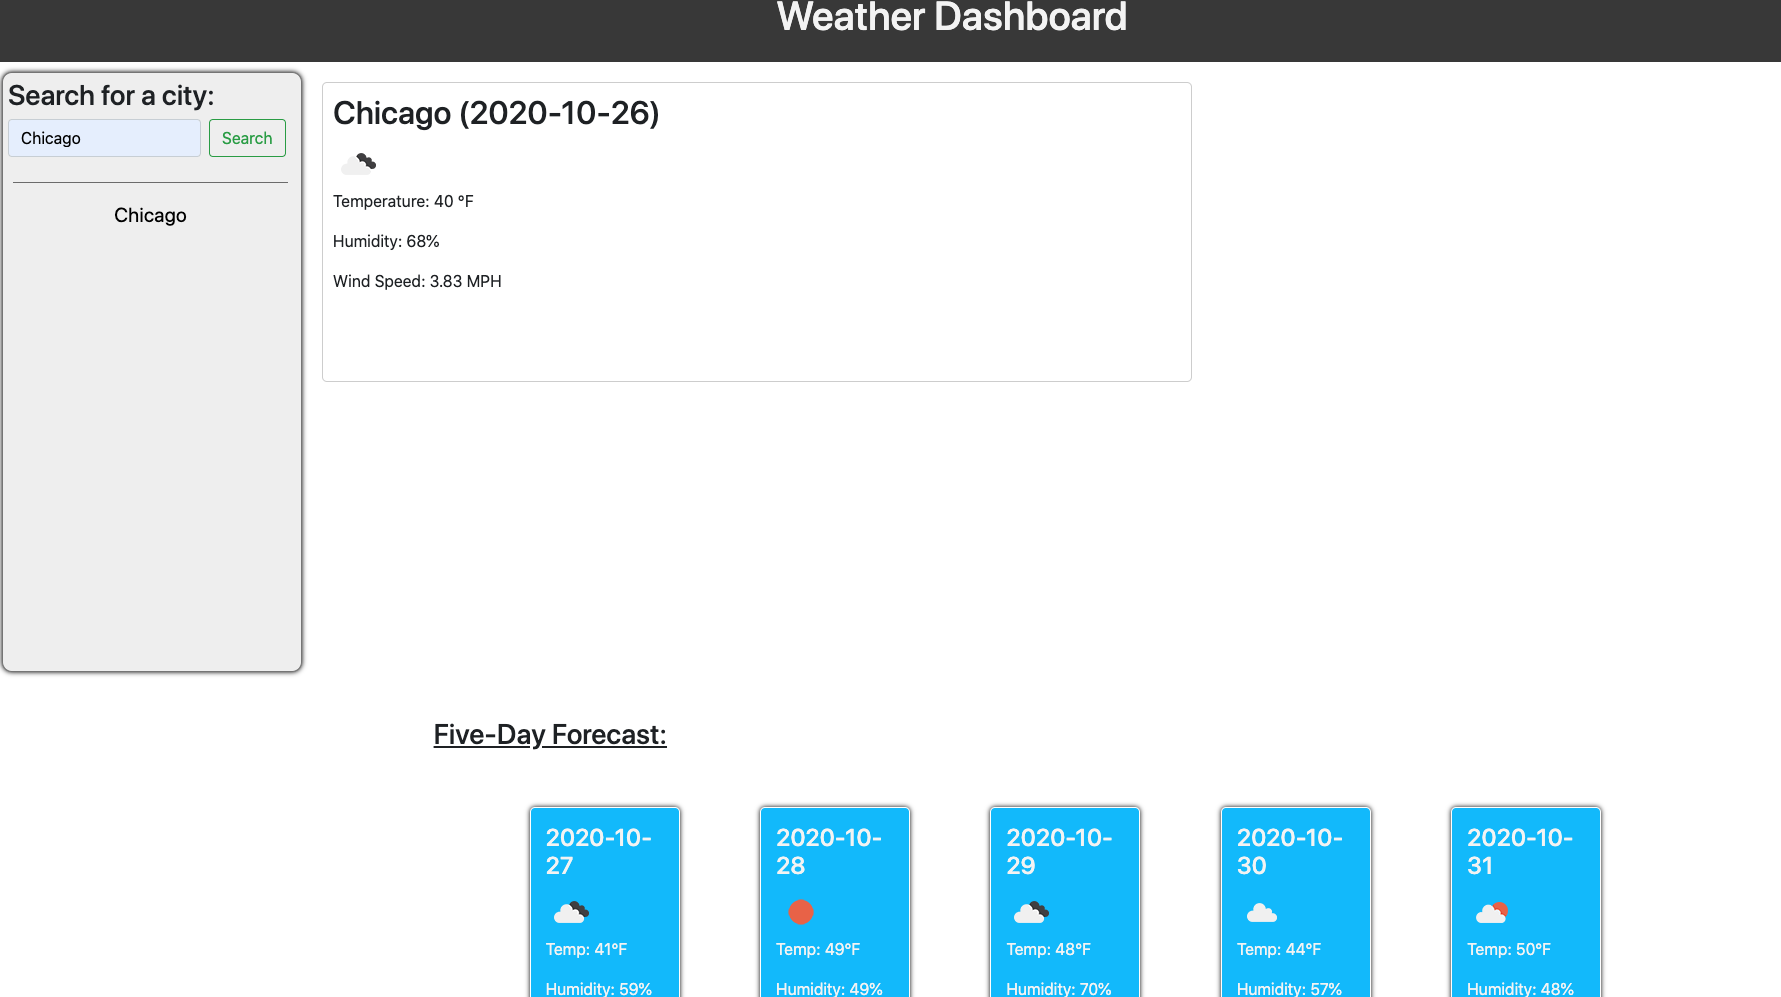 Weather Dashboard
Search for a city:
Chicago
Search
Chicago
Chicago (2020-10-26)
Temperature: 40 °F
Humidity: 68%
Wind Speed: 3.83 MPH
Five-Day Forecast:
2020-10-
27
Temp: 41°F
Humidity: 59%
2020-10-
28
Temp: 49°F
Humidity: 49%
2020-10-
29
Temp: 48°F
Humidity: 70%
2020-10-
30
Temp: 44°F
Humidity: 57%
2020-10-
31
Temp: 50°F
Humidity: 48%